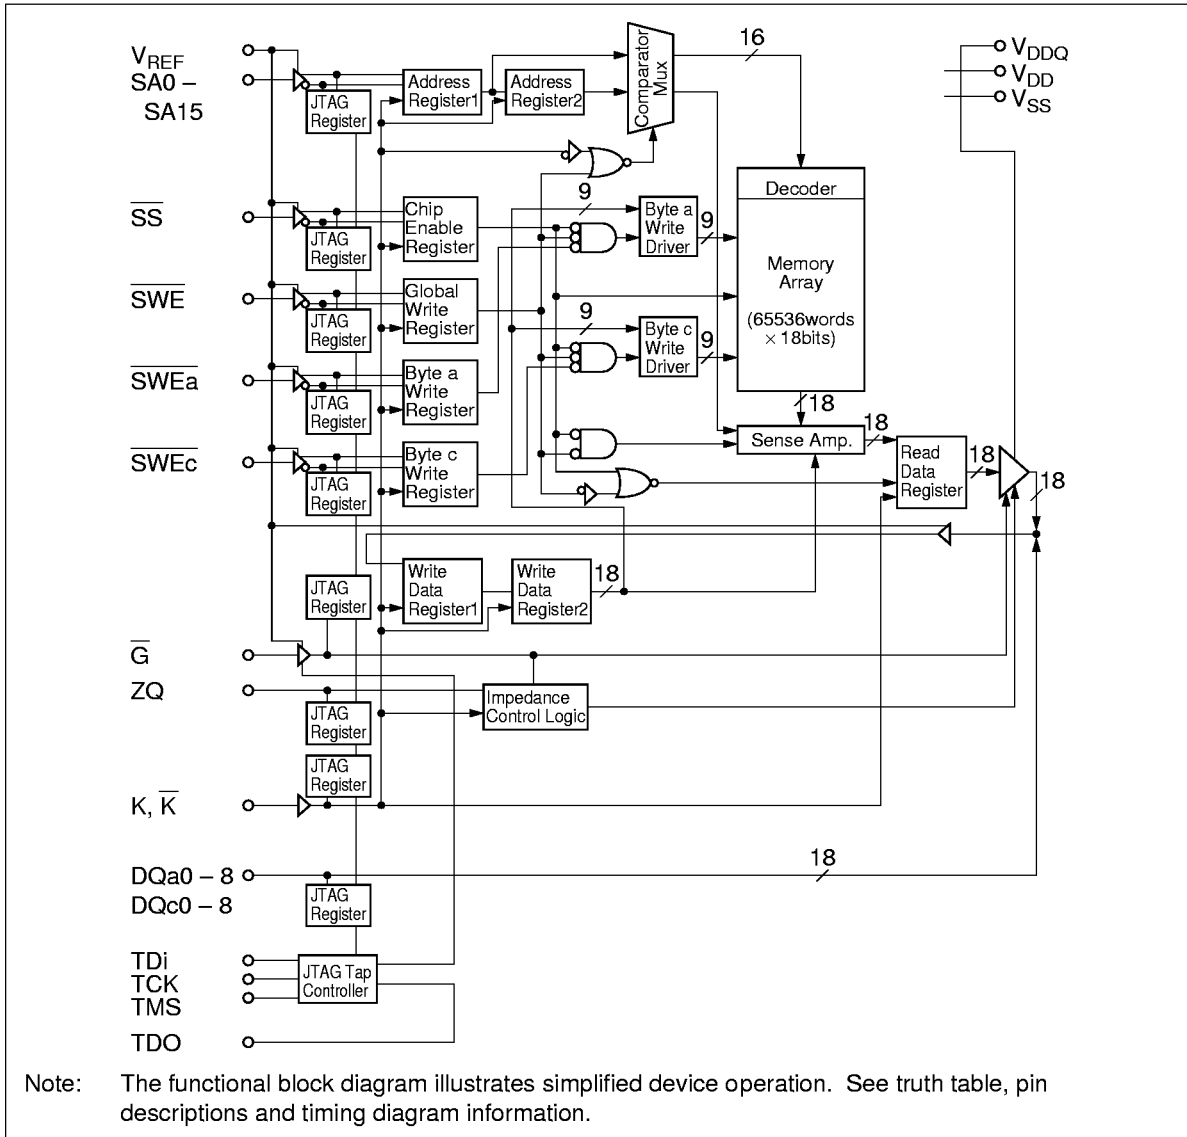 VREF
SA0 –
SA15
JTAG
Register
Address
Register1
Address
Register2
Comparator
Mux
16
VDDQ
VDD
VSS
SS
JTAG
Register
Chip
Enable
Register
9
Byte a
Write
Driver
9
Decoder
Memory
Array
(65536words
× 18bits)
SWE
JTAG
Register
Global
Write
Register
9
Byte c
Write
Driver
9
SWEa
JTAG
Register
Byte a
Write
Register
18
SWEc
JTAG
Register
Byte c
Write
Register
Sense Amp.
18
Read
Data
Register
18
18
JTAG
Register
Write
Data
Register1
Write
Data
Register2
18
G
ZQ
JTAG
Register
Impedance
Control Logic
JTAG
Register
K, K
DQa0 – 8
DQc0 – 8
18
JTAG
Register
TDi
TCK
TMS
JTAG Tap
Controller
TDO
Note: The functional block diagram illustrates simplified device operation. See truth table, pin
descriptions and timing diagram information.